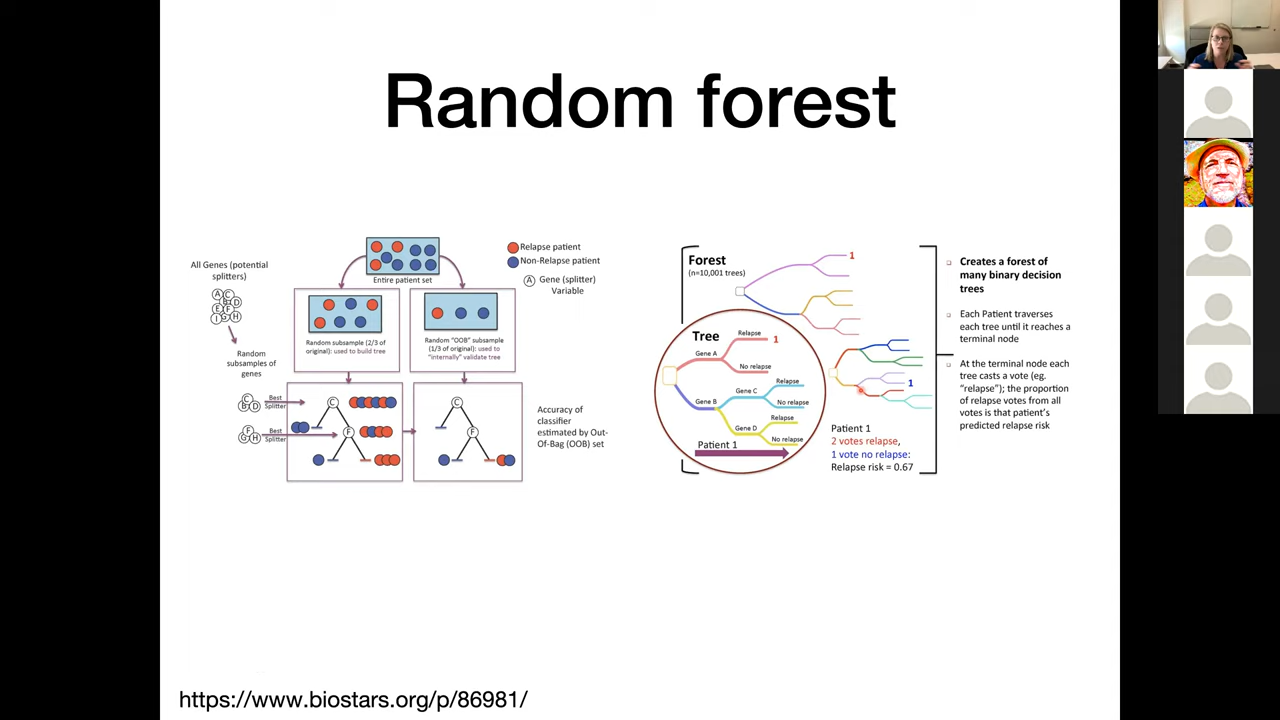 Random forest
All Genes (potential
splitters)
A
C
B
D
E
F
I
G
H
Random
subsamples of
genes
Entire patient set
Relapse patient
Non-Relapse patient
A
Gene (splitter)
Variable
Random subsample (2/3 of
original): used to build tree
Random “OOB” subsample
(1/3 of original): used to
“internally” validate tree
C
B
D
Best
Splitter
F
G
H
Best
Splitter
C
F
C
F
Accuracy of
classifier
estimated by Out-
Of-Bag (OOB) set
Forest
(n=10,001 trees)
1
Tree
Relapse
1
Gene A
No relapse
Relapse
Gene C
Gene B
No relapse
Relapse
Gene D
No relapse
Patient 1
1
Patient 1
2 votes relapse,
1 vote no relapse:
Relapse risk = 0.67
Creates a forest of
many binary decision
trees
Each Patient traverses
each tree until it reaches a
terminal node
At the terminal node each
tree casts a vote (eg.
“relapse”); the proportion
of relapse votes from all
votes is that patient’s
predicted relapse risk
https://www.biostars.org/p/86981/